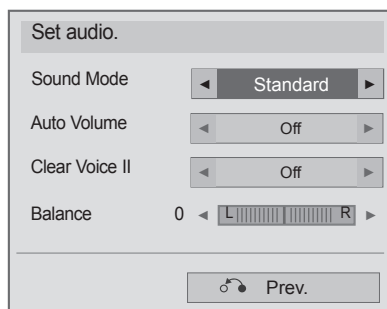 Set audio.
Sound Mode ◄ Standard ►
Auto Volume ◄ Off ►
Clear Voice II ◄ Off ►
Balance 0 ◄ L R ►
Prev.